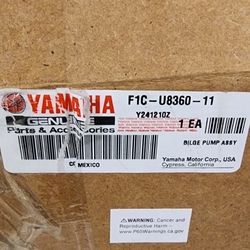 YAMAHA
GENUINE
Parts & Accessories
F1C-U8360-11
Y241210Z
1 EA
BILGE PUMP ASSY
Yamaha Motor Corp., USA
Cypress, California
MEXICO
WARNING: Cancer and
Reproductive Harm -
www.P65Warnings.ca.gov